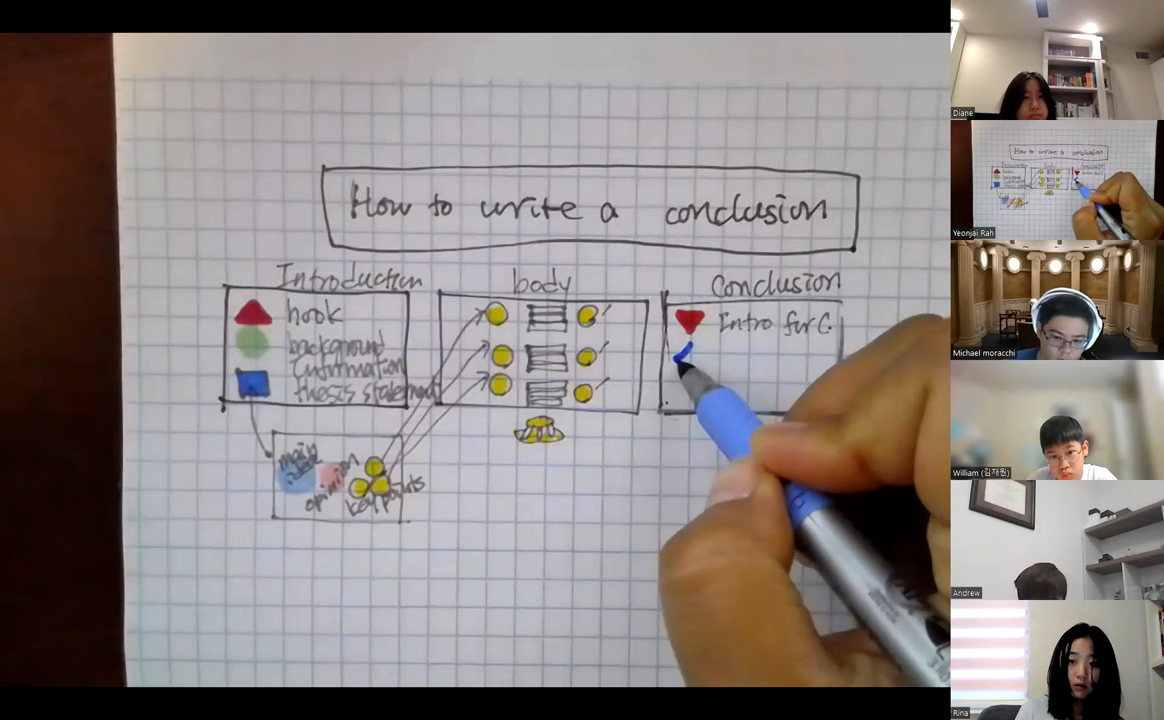 How to write a conclusion
Introduction
hook
background
information
thesis statement
main
opinion
key points
body
Conclusion
Intro for C.
Diane
Yeonjai Rah
Michael moracchi
William (김재원)
Andrew
Rina